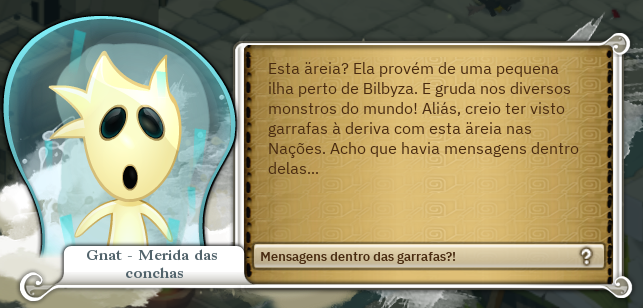 Esta äreia? Ela provém de uma pequena
ilha perto de Bilbyza. E gruda nos diversos
monstros do mundo! Aliás, creio ter visto
garrafas à deriva com esta äreia nas
Nações. Acho que havia mensagens dentro
delas...
Mensagens dentro das garrafas?!
?
Gnat - Merida das
conchas